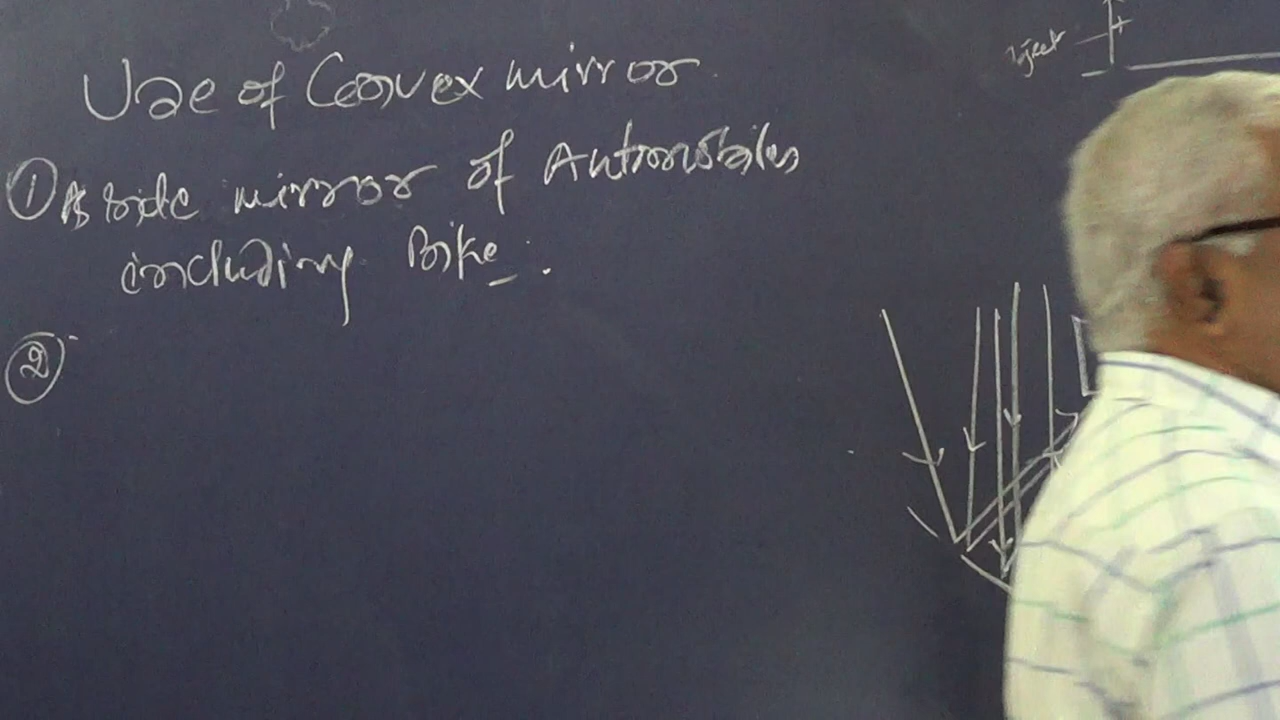 Use of Convex mirror
① As side mirror of Automobiles
including Bike.
②